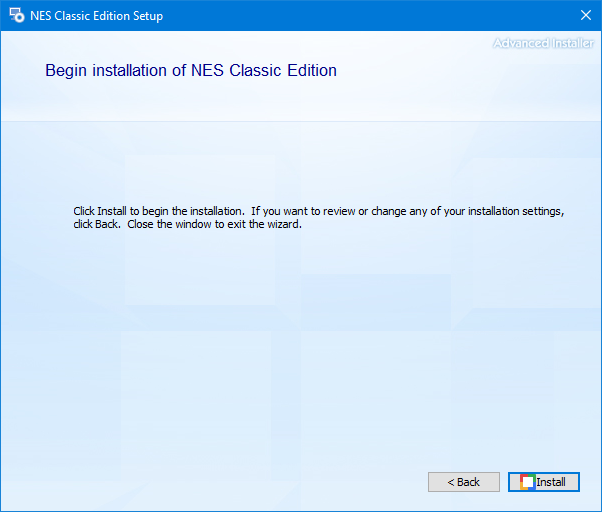 NES Classic Edition Setup
Advanced Installer
Begin installation of NES Classic Edition
Click Install to begin the installation.  If you want to review or change any of your installation settings,
click Back.  Close the window to exit the wizard.
< Back
Install